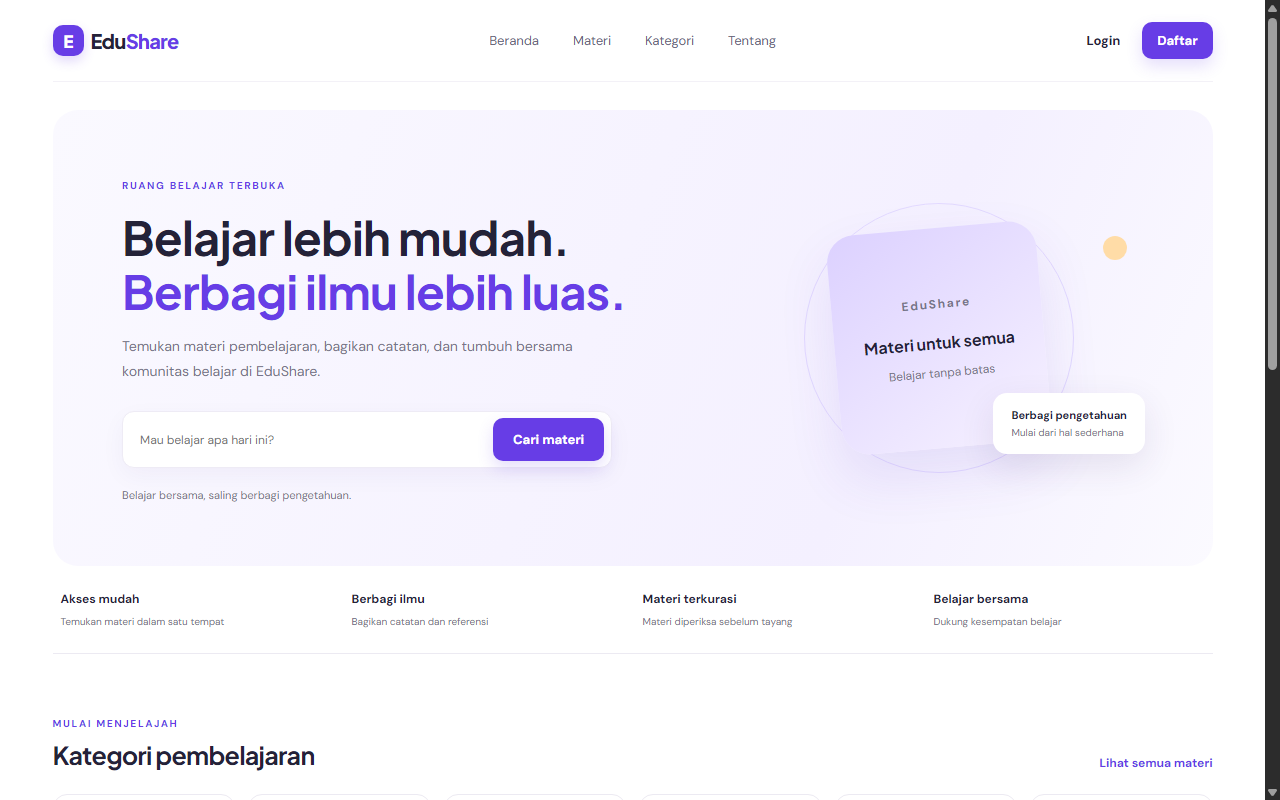 E EduShare
Beranda Materi Kategori Tentang
Login Daftar
RUANG BELAJAR TERBUKA
Belajar lebih mudah.
Berbagi ilmu lebih luas.
Temukan materi pembelajaran, bagikan catatan, dan tumbuh bersama
komunitas belajar di EduShare.
Mau belajar apa hari ini?
Cari materi
Belajar bersama, saling berbagi pengetahuan.
EduShare
Materi untuk semua
Belajar tanpa batas
Berbagi pengetahuan
Mulai dari hal sederhana
Akses mudah
Temukan materi dalam satu tempat
Berbagi ilmu
Bagikan catatan dan referensi
Materi terkurasi
Materi diperiksa sebelum tayang
Belajar bersama
Dukung kesempatan belajar
MULAI MENJELAJAH
Kategori pembelajaran
Lihat semua materi